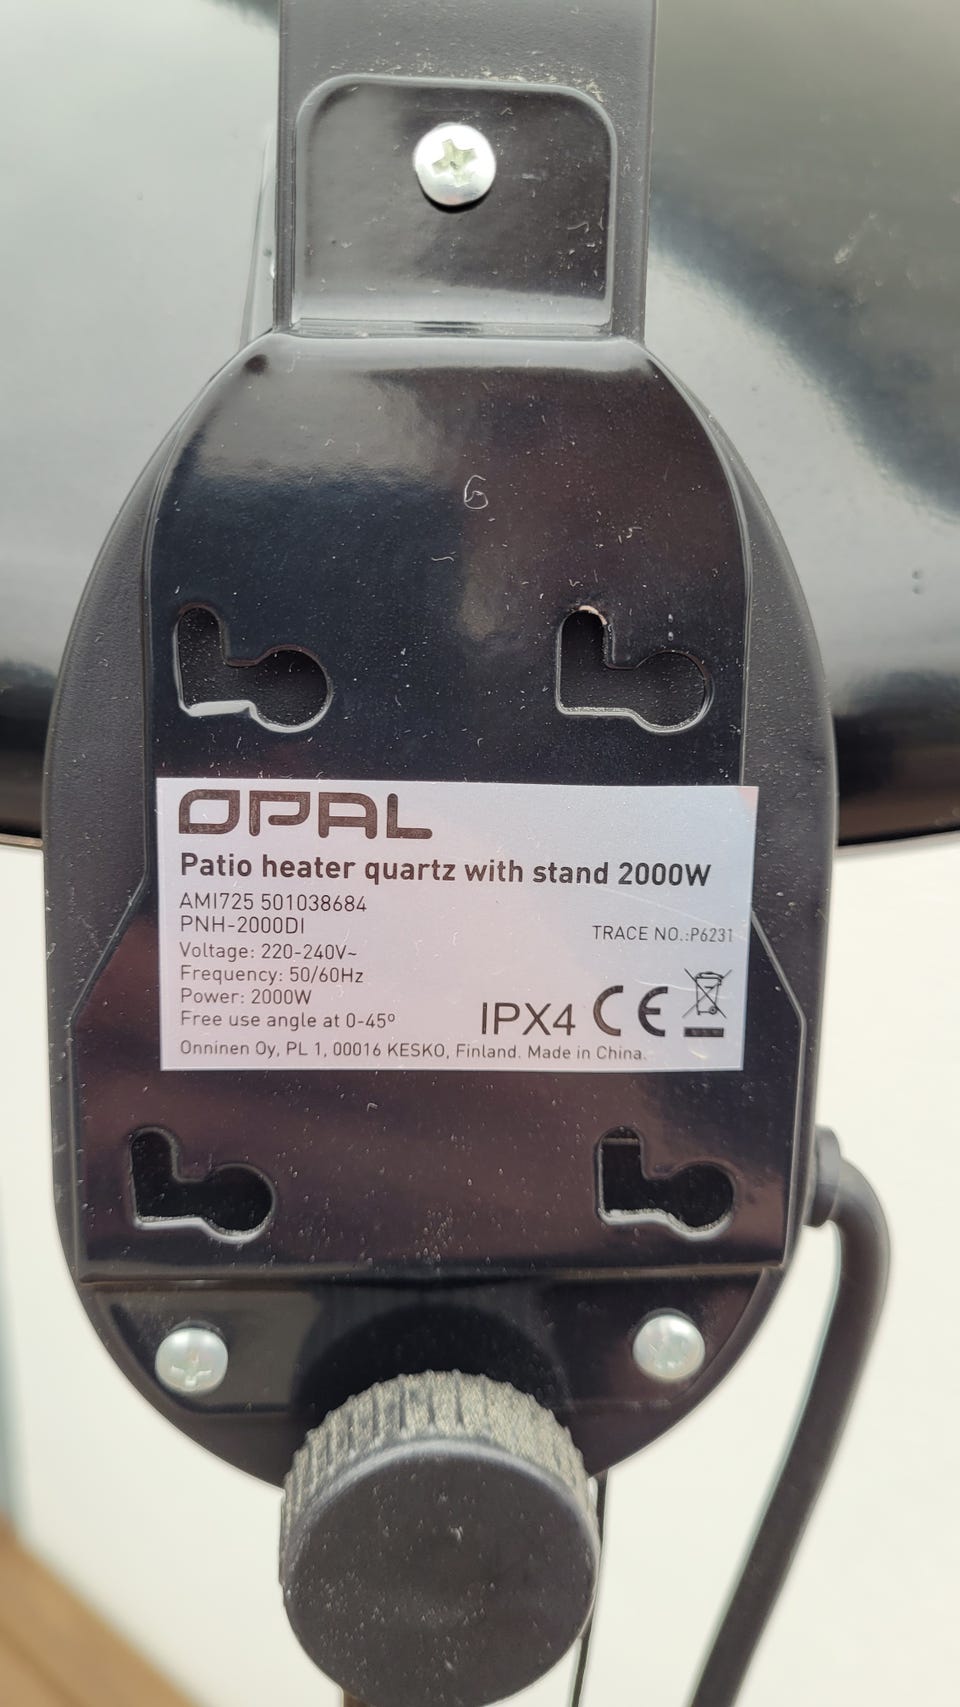 6
OPAL
Patio heater quartz with stand 2000W
AMI725 501038684
PNH-2000DI
TRACE NO.:P6231
Voltage: 220-240V~
Frequency: 50/60Hz
Power: 2000W
Free use angle at 0-45º
IPX4 CE
Onninen Oy, PL 1, 00016 KESKO, Finland. Made in China.